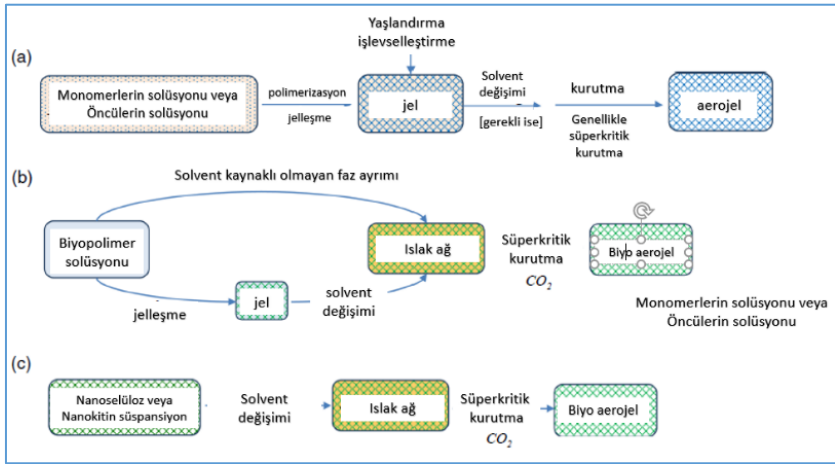 Yaşlandırma
işlevselleştirme
(a)
Monomerlerin solüsyonu veya
Öncülerin solüsyonu
polimerizasyon
jelleşme
jel
Solvent
değişimi
[gerekli ise]
kurutma
Genellikle
süperkritik
kurutma
aerojel
(b)
Solvent kaynaklı olmayan faz ayrımı
Biyopolimer
solüsyonu
jelleşme
jel
solvent
değişimi
Islak ağ
Süperkritik
kurutma
CO2
Biyo aerojel
Monomerlerin solüsyonu veya
Öncülerin solüsyonu
(c)
Nanoselüloz veya
Nanokitin süspansiyon
Solvent
değişimi
Islak ağ
Süperkritik
kurutma
CO2
Biyo aerojel